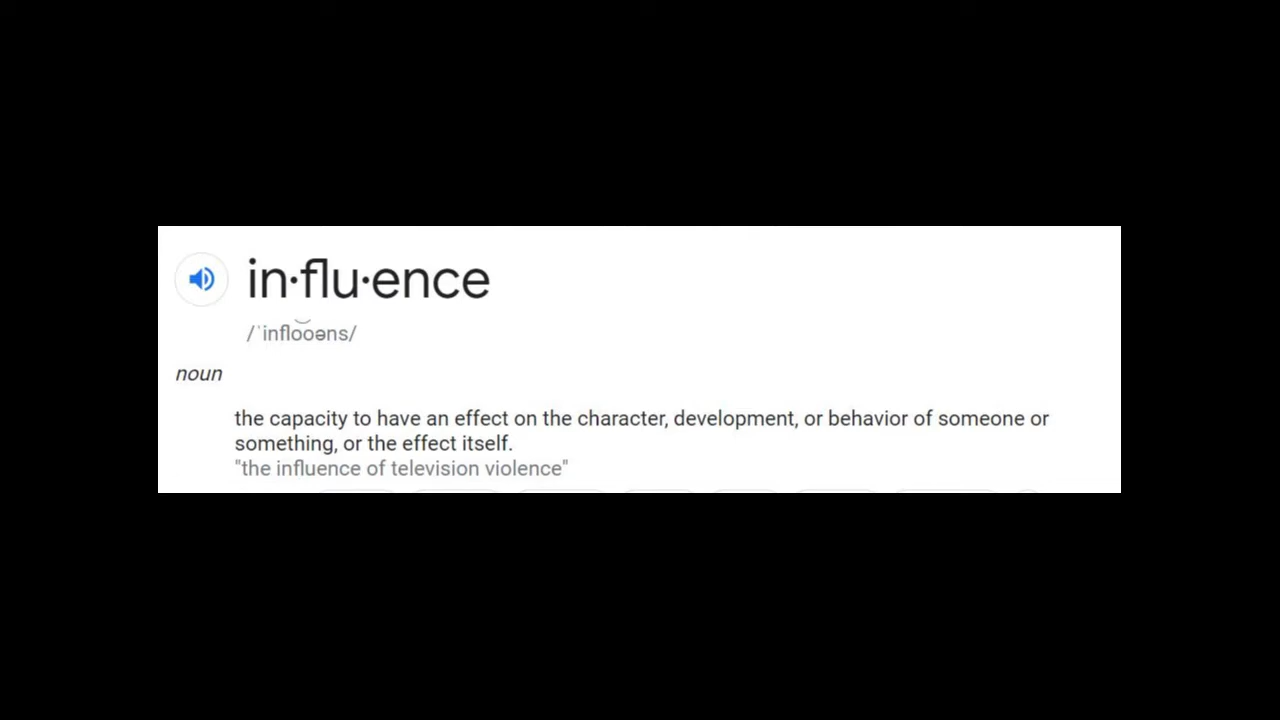 in·flu·ence
/ˈinflo͝oəns/
noun
the capacity to have an effect on the character, development, or behavior of someone or
something, or the effect itself.
"the influence of television violence"